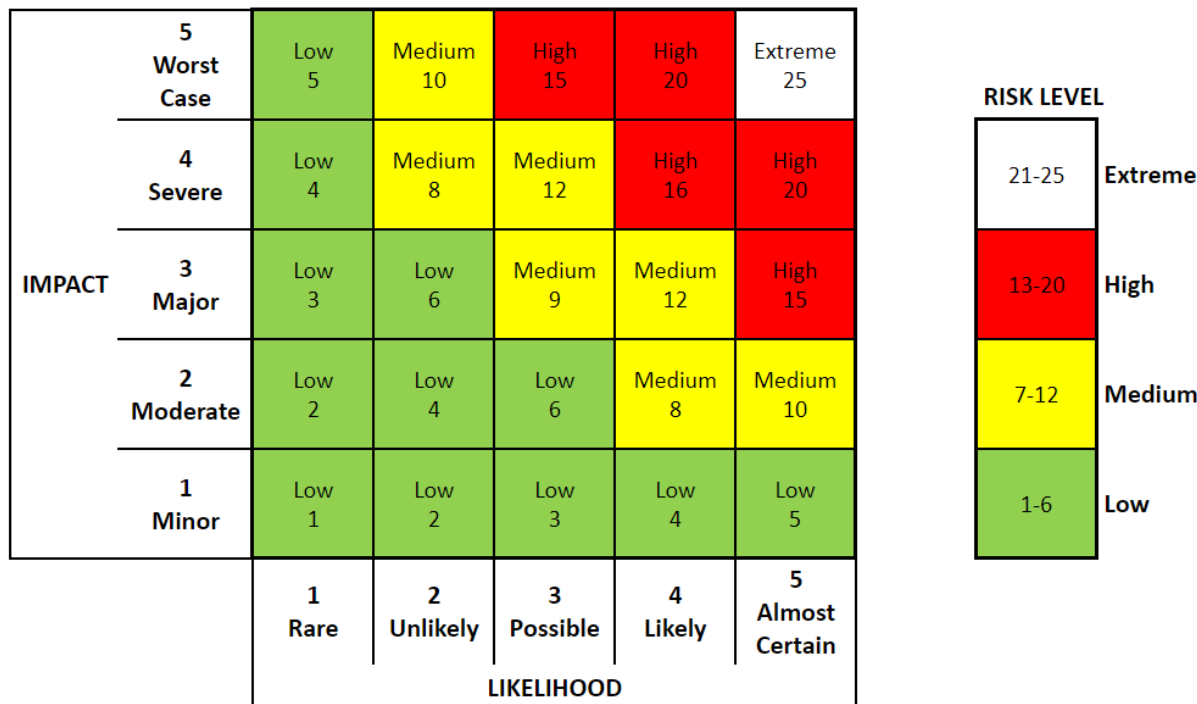 5
Worst
Case
Low
5
Medium
10
High
15
High
20
Extreme
25
4
Severe
Low
4
Medium
8
Medium
12
High
16
High
20
IMPACT
3
Major
Low
3
Low
6
Medium
9
Medium
12
High
15
2
Moderate
Low
2
Low
4
Low
6
Medium
8
Medium
10
1
Minor
Low
1
Low
2
Low
3
Low
4
Low
5
1
Rare
2
Unlikely
3
Possible
4
Likely
5
Almost
Certain
LIKELIHOOD
RISK LEVEL
21-25 Extreme
13-20 High
7-12 Medium
1-6 Low